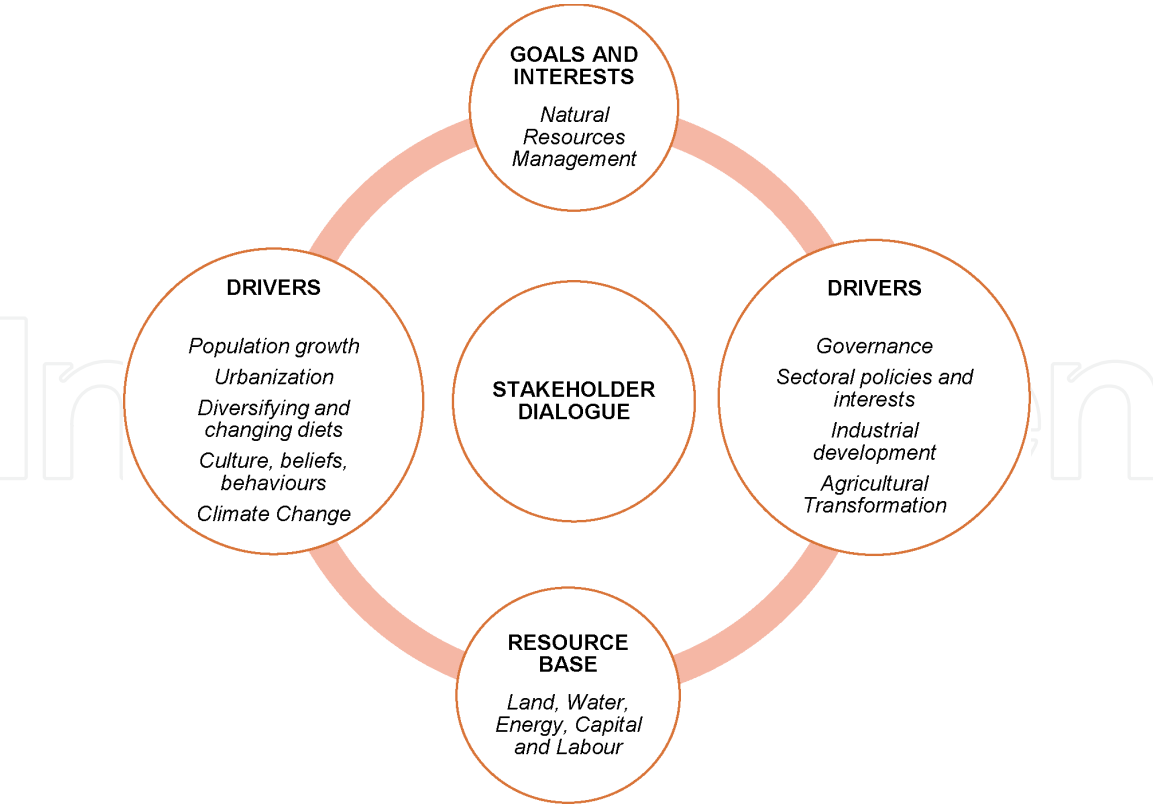 GOALS AND
INTERESTS
Natural
Resources
Management
DRIVERS
Population growth
Urbanization
Diversifying and
changing diets
Culture, beliefs,
behaviours
Climate Change
STAKEHOLDER
DIALOGUE
DRIVERS
Governance
Sectoral policies and
interests
Industrial
development
Agricultural
Transformation
RESOURCE
BASE
Land, Water,
Energy, Capital
and Labour